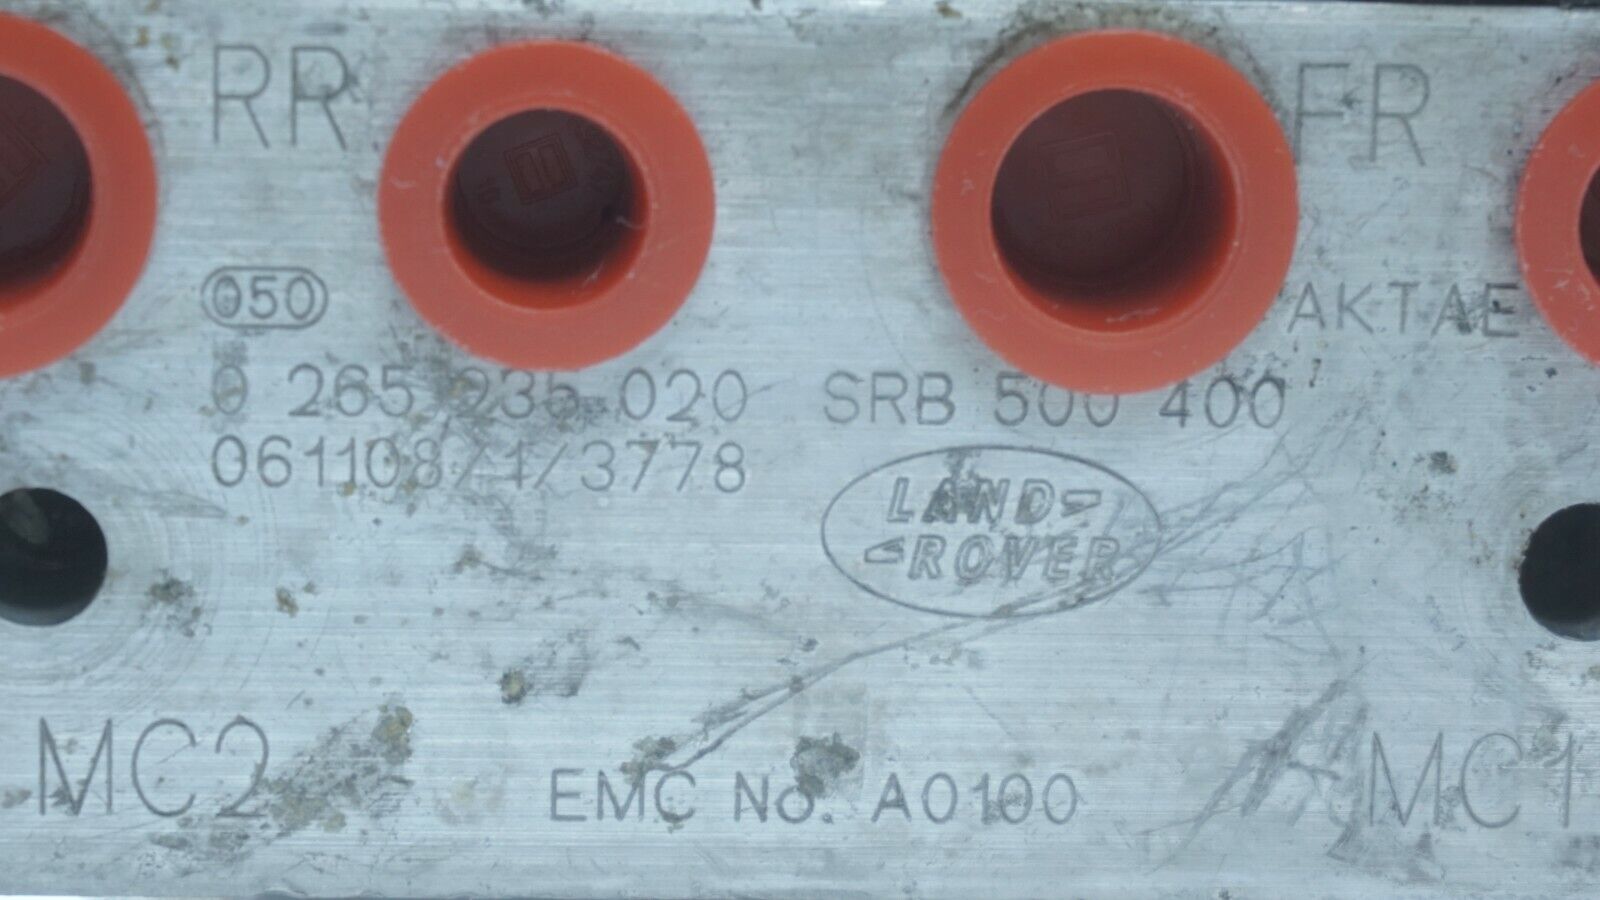 RR
FR
050
AKTAE
0 265 235 020 SRB 500 400
061108/1/3778
LAND
ROVER
MC2
EMC No. A0100
MC1